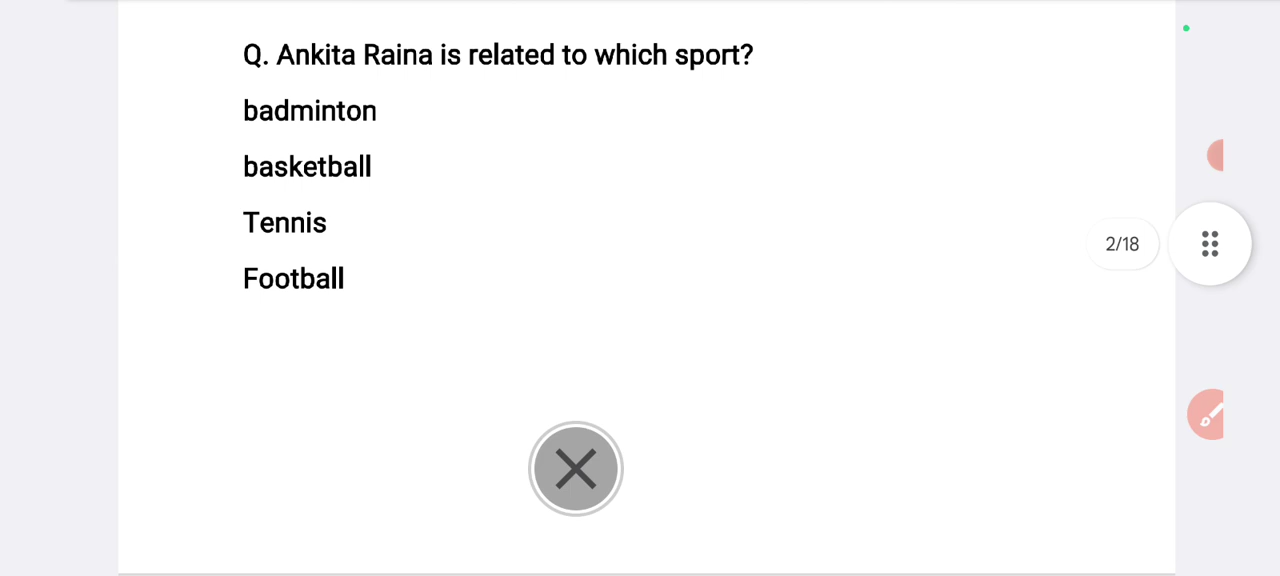 Q. Ankita Raina is related to which sport?
badminton
basketball
Tennis
2/18
Football